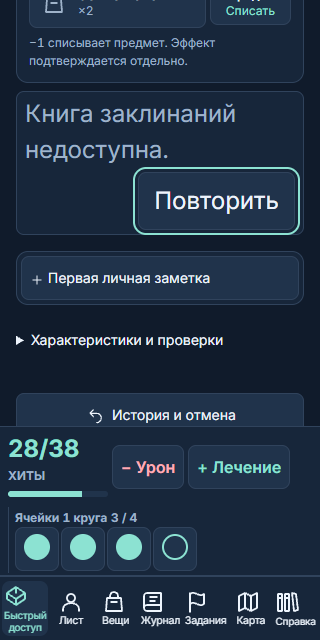 ×2
Списать
−1 списывает предмет. Эффект
подтверждается отдельно.
Книга заклинаний
недоступна.
Повторить
+ Первая личная заметка
▶ Характеристики и проверки
История и отмена
28/38
ХИТЫ
− Урон
+ Лечение
Ячейки 1 круга 3 / 4
Быстрый
доступ
Лист
Вещи
Журнал
Задания
Карта
Справка